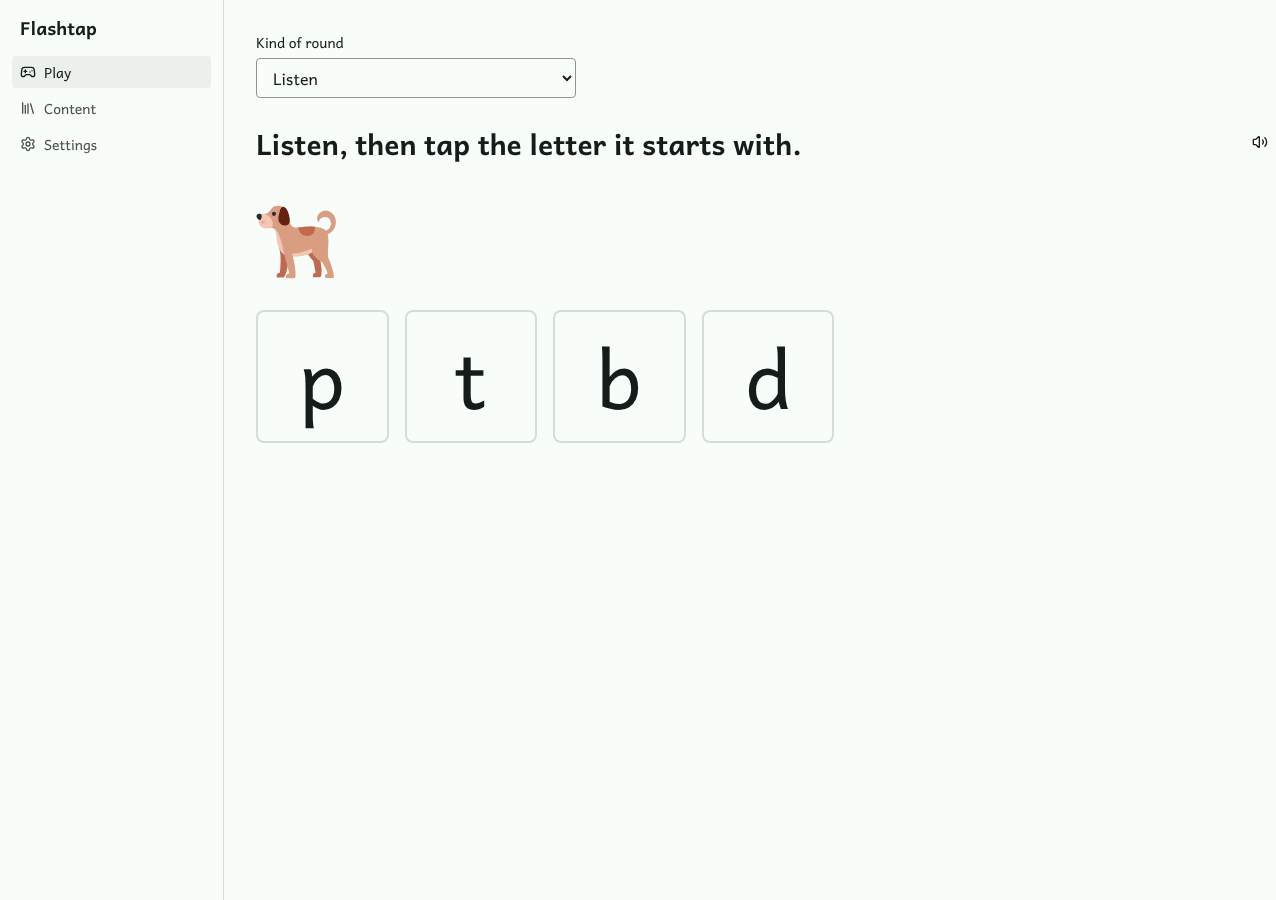 Flashtap
Play
Content
Settings
Kind of round
Listen
Listen, then tap the letter it starts with.
p t b d